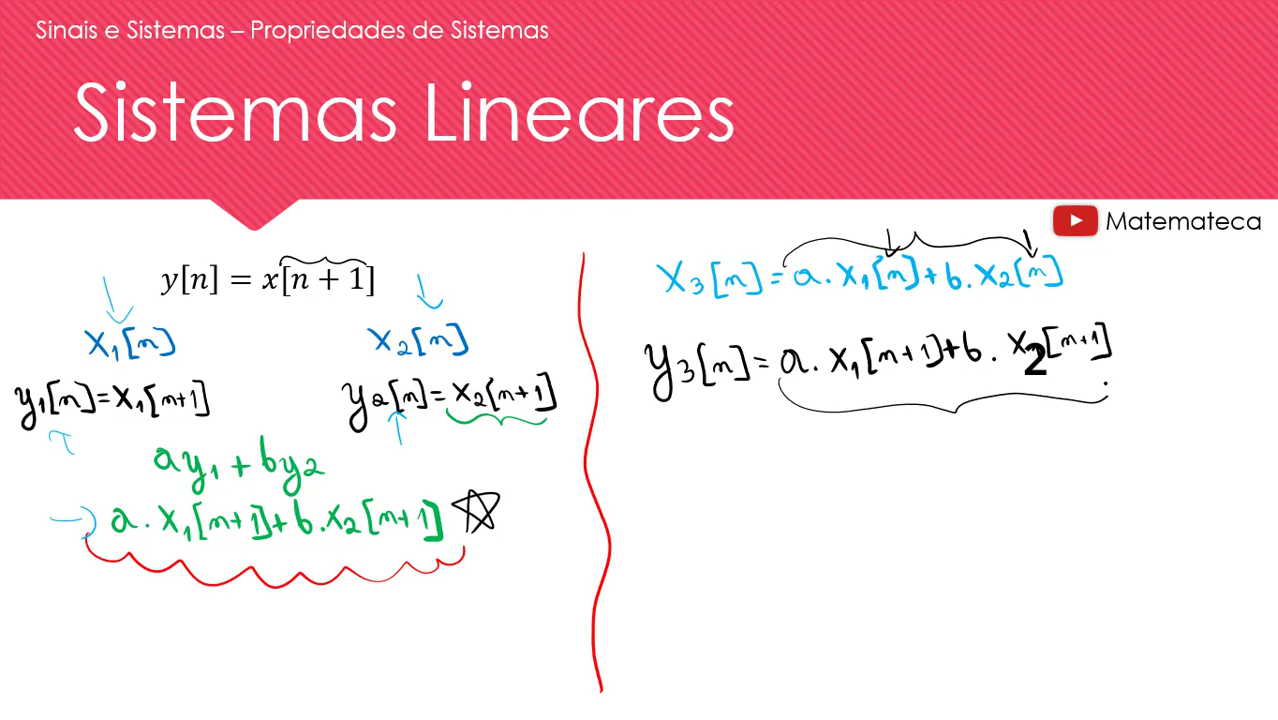 Sinais e Sistemas – Propriedades de Sistemas
Sistemas Lineares
Matemateca
y[n] = x[n + 1]
x₁[n]
x₂[n]
y₁[n]=x₁[n+1]
y₂[n]=x₂[n+1]
ay₁+by₂
a.x₁[n+1]+b.x₂[n+1]
x₃[n]=a.x₁[n]+b.x₂[n]
y₃[n]=a.x₁[n+1]+b.x₂[n+1]